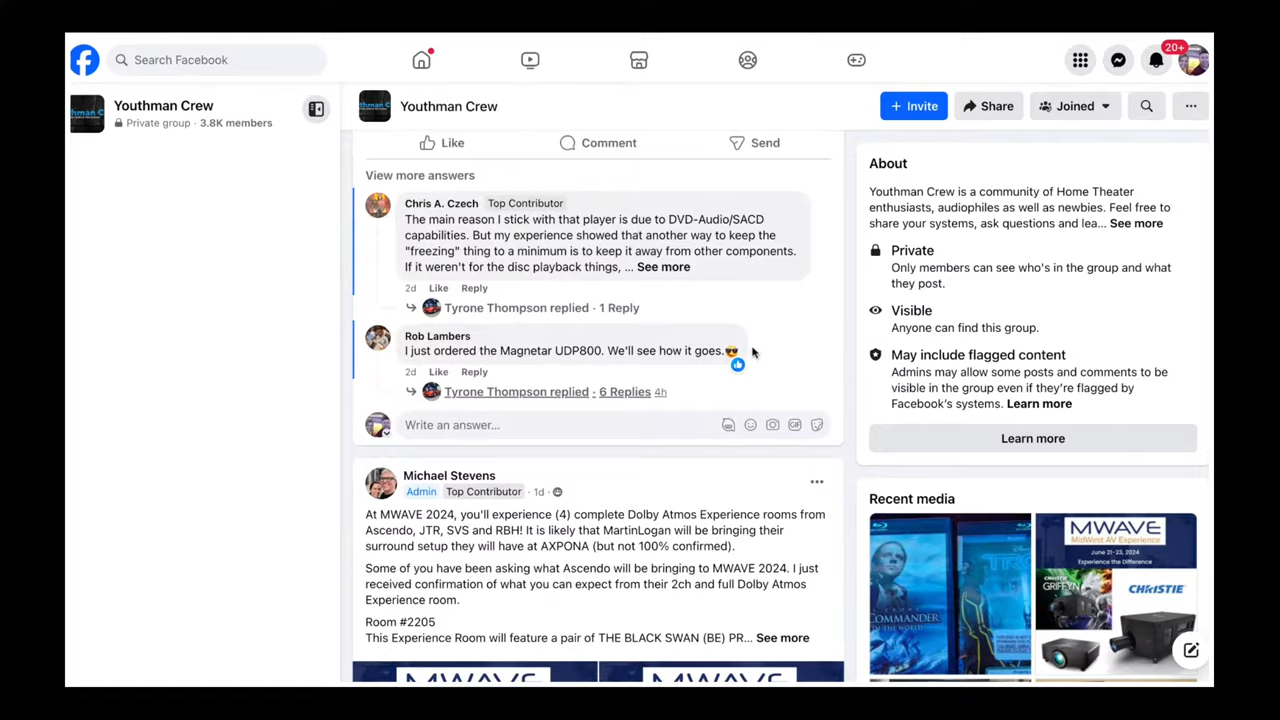 Search Facebook
20+
Youthman Crew
Private group · 3.8K members
Youthman Crew
Invite
Share
Joined
Like
Comment
Send
View more answers
Chris A. Czech Top Contributor
The main reason I stick with that player is due to DVD-Audio/SACD
capabilities. But my experience showed that another way to keep the
"freezing" thing to a minimum is to keep it away from other components.
If it weren't for the disc playback things, ... See more
2d Like Reply
Tyrone Thompson replied · 1 Reply
Rob Lambers
I just ordered the Magnetar UDP800. We'll see how it goes.😎
2d Like Reply
Tyrone Thompson replied · 6 Replies 4h
Write an answer...
Michael Stevens
Admin Top Contributor · 1d ·
At MWAVE 2024, you'll experience (4) complete Dolby Atmos Experience rooms from
Ascendo, JTR, SVS and RBH! It is likely that MartinLogan will be bringing their
surround setup they will have at AXPONA (but not 100% confirmed).
Some of you have been asking what Ascendo will be bringing to MWAVE 2024. I just
received confirmation of what you can expect from their 2ch and full Dolby Atmos
Experience room.
Room #2205
This Experience Room will feature a pair of THE BLACK SWAN (BE) PR... See more
MWAVE
MWAVE
About
Youthman Crew is a community of Home Theater
enthusiasts, audiophiles as well as newbies. Feel free to
share your systems, ask questions and lea... See more
Private
Only members can see who's in the group and what
they post.
Visible
Anyone can find this group.
May include flagged content
Admins may allow some posts and comments to be
visible in the group even if they're flagged by
Facebook's systems. Learn more
Learn more
Recent media
MWAVE
MIDWEST AV Experience
June 21-23, 2024
Experience the Difference
CHRISTIE
GRIFFYN
CHRISTIE
COMMANDER
OF THE WORLD